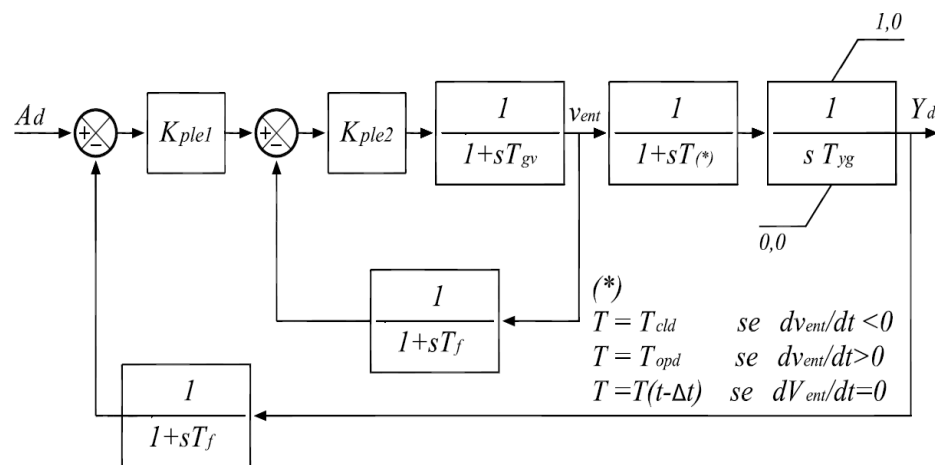 1,0
Ad
+
−
Kple1
+
−
Kple2
1
1+sTgv
vent
1
1+sT(*)
1
s Tyg
Yd
0,0
1
1+sTf
(*)
T = Tcld se dvent/dt <0
T = Topd se dvent/dt>0
T =T(t-Δt) se dVent/dt=0
1
1+sTf